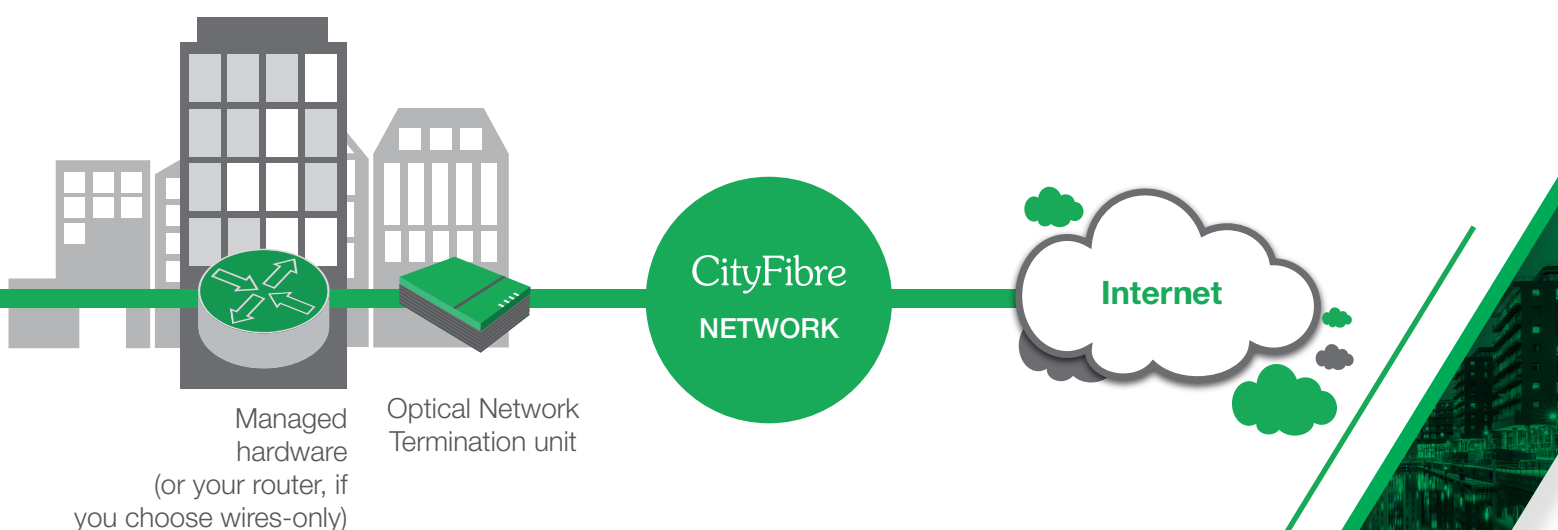 CityFibre
NETWORK
Internet
Managed
hardware
(or your router, if
you choose wires-only)
Optical Network
Termination unit